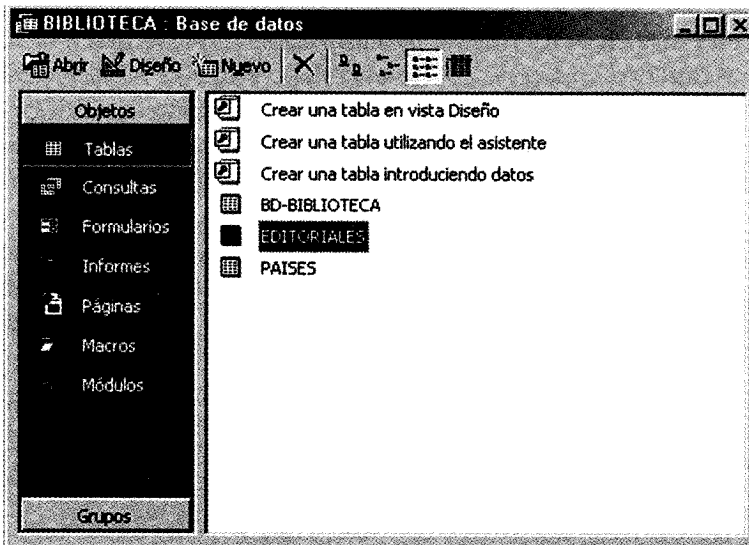 BIBLIOTECA : Base de datos
Abrir Diseño Nuevo
Objetos
Tablas
Consultas
Formularios
Informes
Páginas
Macros
Módulos
Grupos
Crear una tabla en vista Diseño
Crear una tabla utilizando el asistente
Crear una tabla introduciendo datos
BD-BIBLIOTECA
EDITORIALES
PAISES